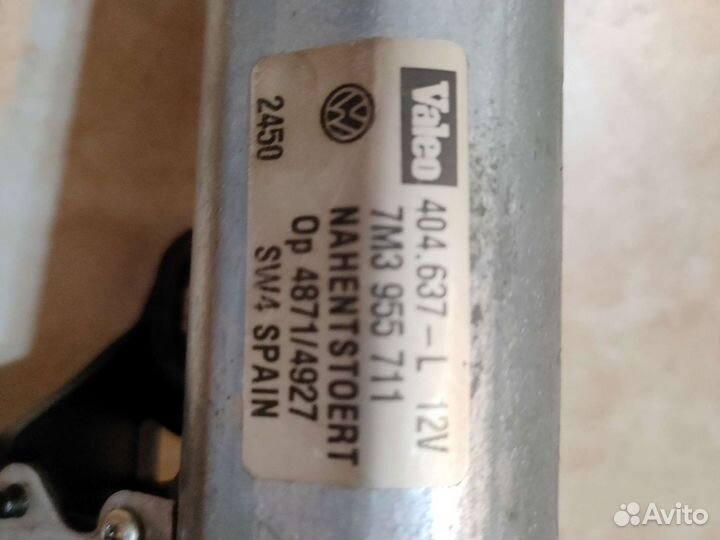 Valeo 404.637-L 12V
7M3 955 711
NAHENTSTOERT
2450 Op 4871/4927
SW4 SPAIN
Avito